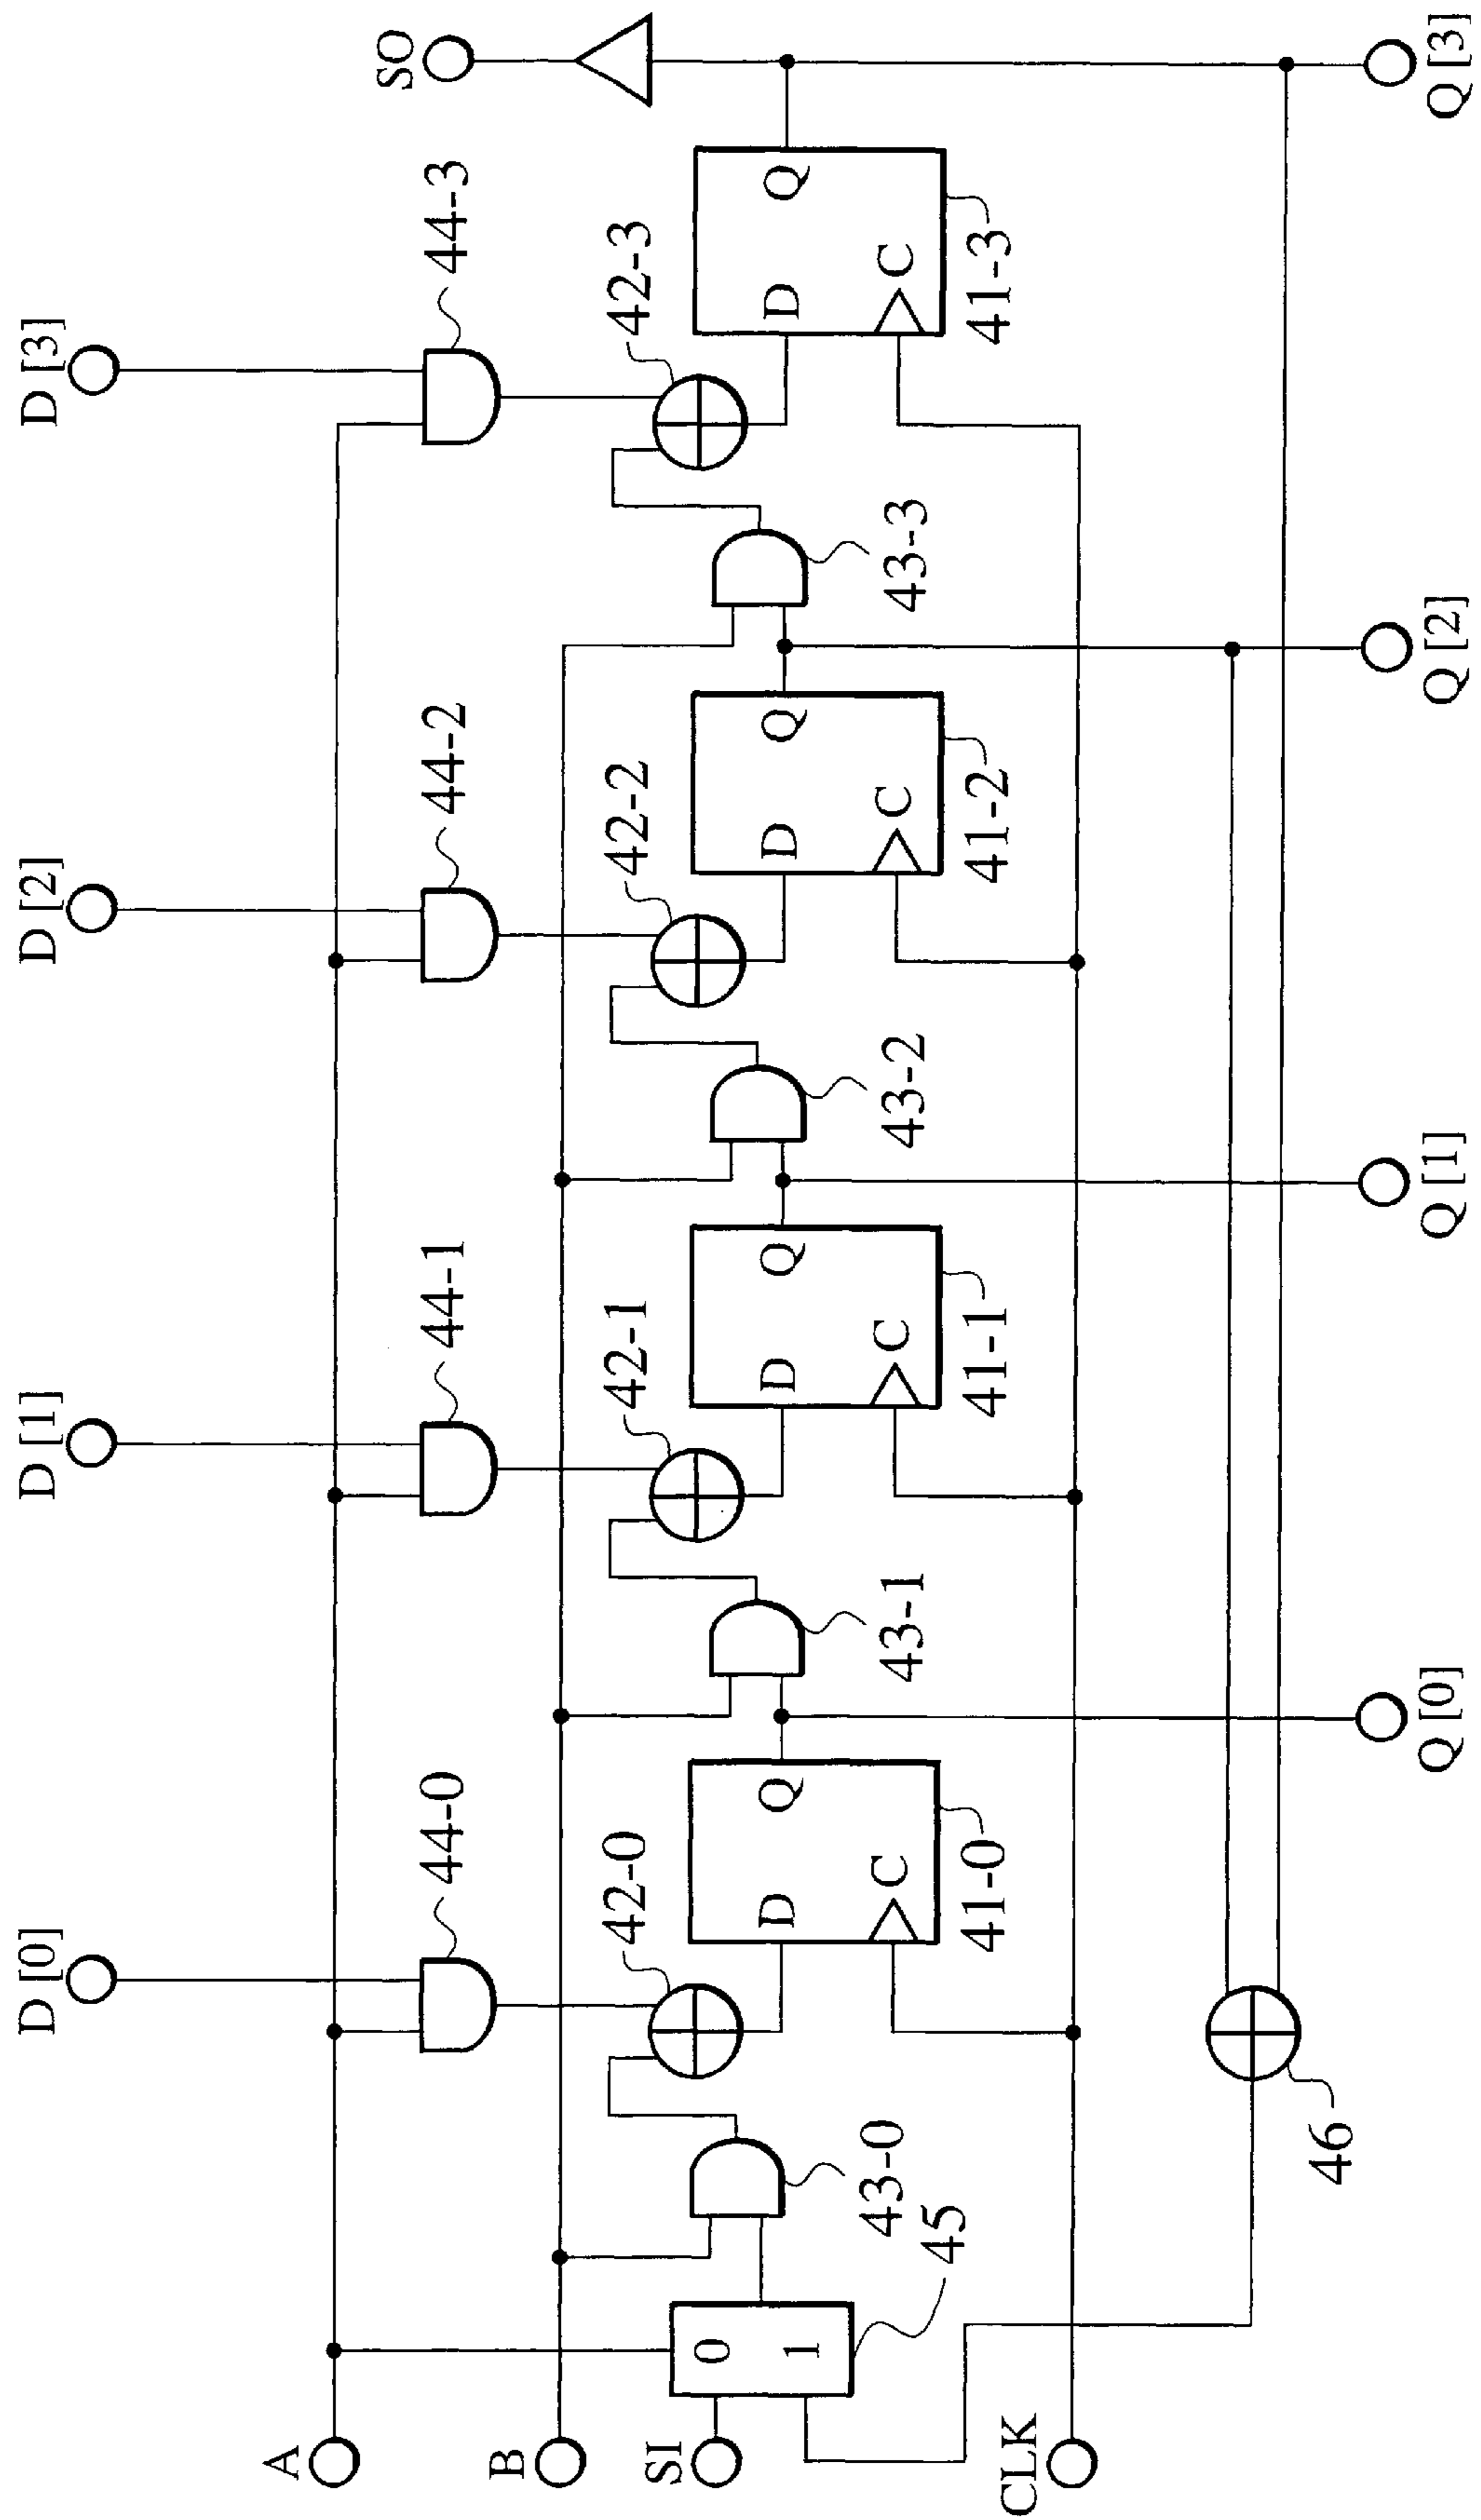 D [0]
D [1]
D [2]
D [3]
SO
A
44-0
44-1
44-2
44-3
B
42-0
42-1
42-2
42-3
SI
0
1
45
43-0
D
Q
C
41-0
43-1
D
Q
C
41-1
43-2
D
Q
C
41-2
43-3
D
Q
C
41-3
CLK
46
Q [0]
Q [1]
Q [2]
Q [3]